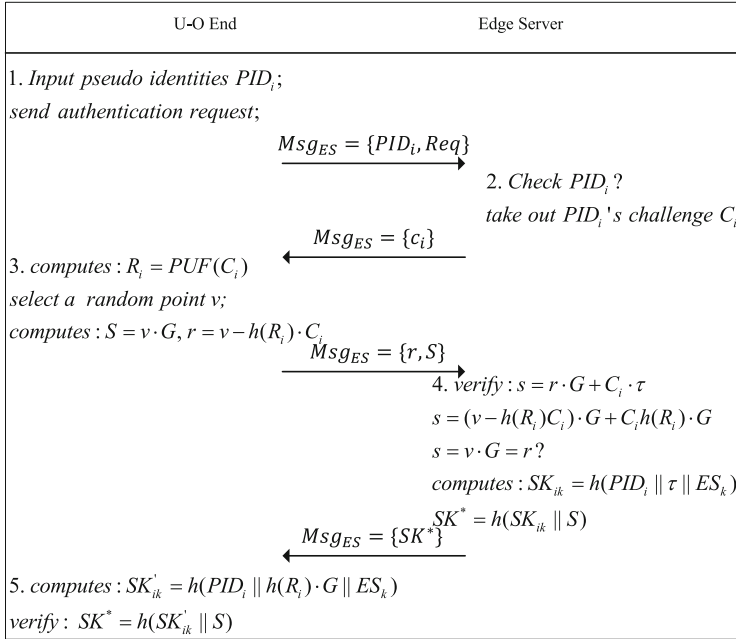 U-O End Edge Server
1. Input pseudo identities PID_i;
send authentication request;
Msg_ES = {PID_i, Req}
2. Check PID_i ?
take out PID_i's challenge C_i
Msg_ES = {c_i}
3. computes : R_i = PUF(C_i)
select a random point v;
computes : S = v · G, r = v − h(R_i) · C_i
Msg_ES = {r, S}
4. verify : s = r · G + C_i · τ
s = (v − h(R_i)C_i) · G + C_i h(R_i) · G
s = v · G = r ?
computes : SK_ik = h(PID_i || τ || ES_k)
SK* = h(SK_ik || S)
Msg_ES = {SK*}
5. computes : SK'_ik = h(PID_i || h(R_i) · G || ES_k)
verify : SK* = h(SK'_ik || S)